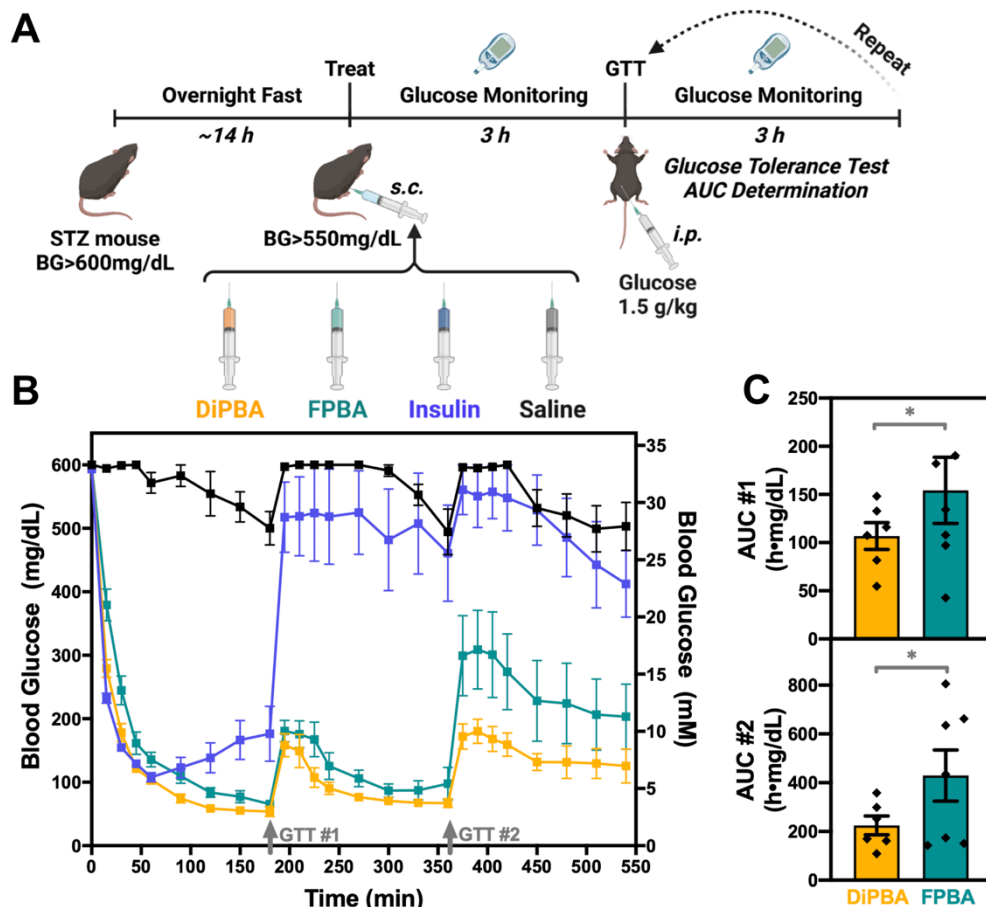 A
Treat
GTT
Repeat
Overnight Fast
Glucose Monitoring
Glucose Monitoring
~14 h
3 h
3 h
s.c.
Glucose Tolerance Test
AUC Determination
STZ mouse
BG>600mg/dL
BG>550mg/dL
i.p.
Glucose
1.5 g/kg
DiPBA
FPBA
Insulin
Saline
B
Blood Glucose (mg/dL)
600
500
400
300
200
100
0
35
30
25
20
15
10
5
0
Blood Glucose (mM)
GTT #1
GTT #2
0
50
100
150
200
250
300
350
400
450
500
550
Time (min)
C
AUC #1
(h•mg/dL)
250
200
150
100
50
0
*
AUC #2
(h•mg/dL)
800
600
400
200
0
*
DiPBA
FPBA